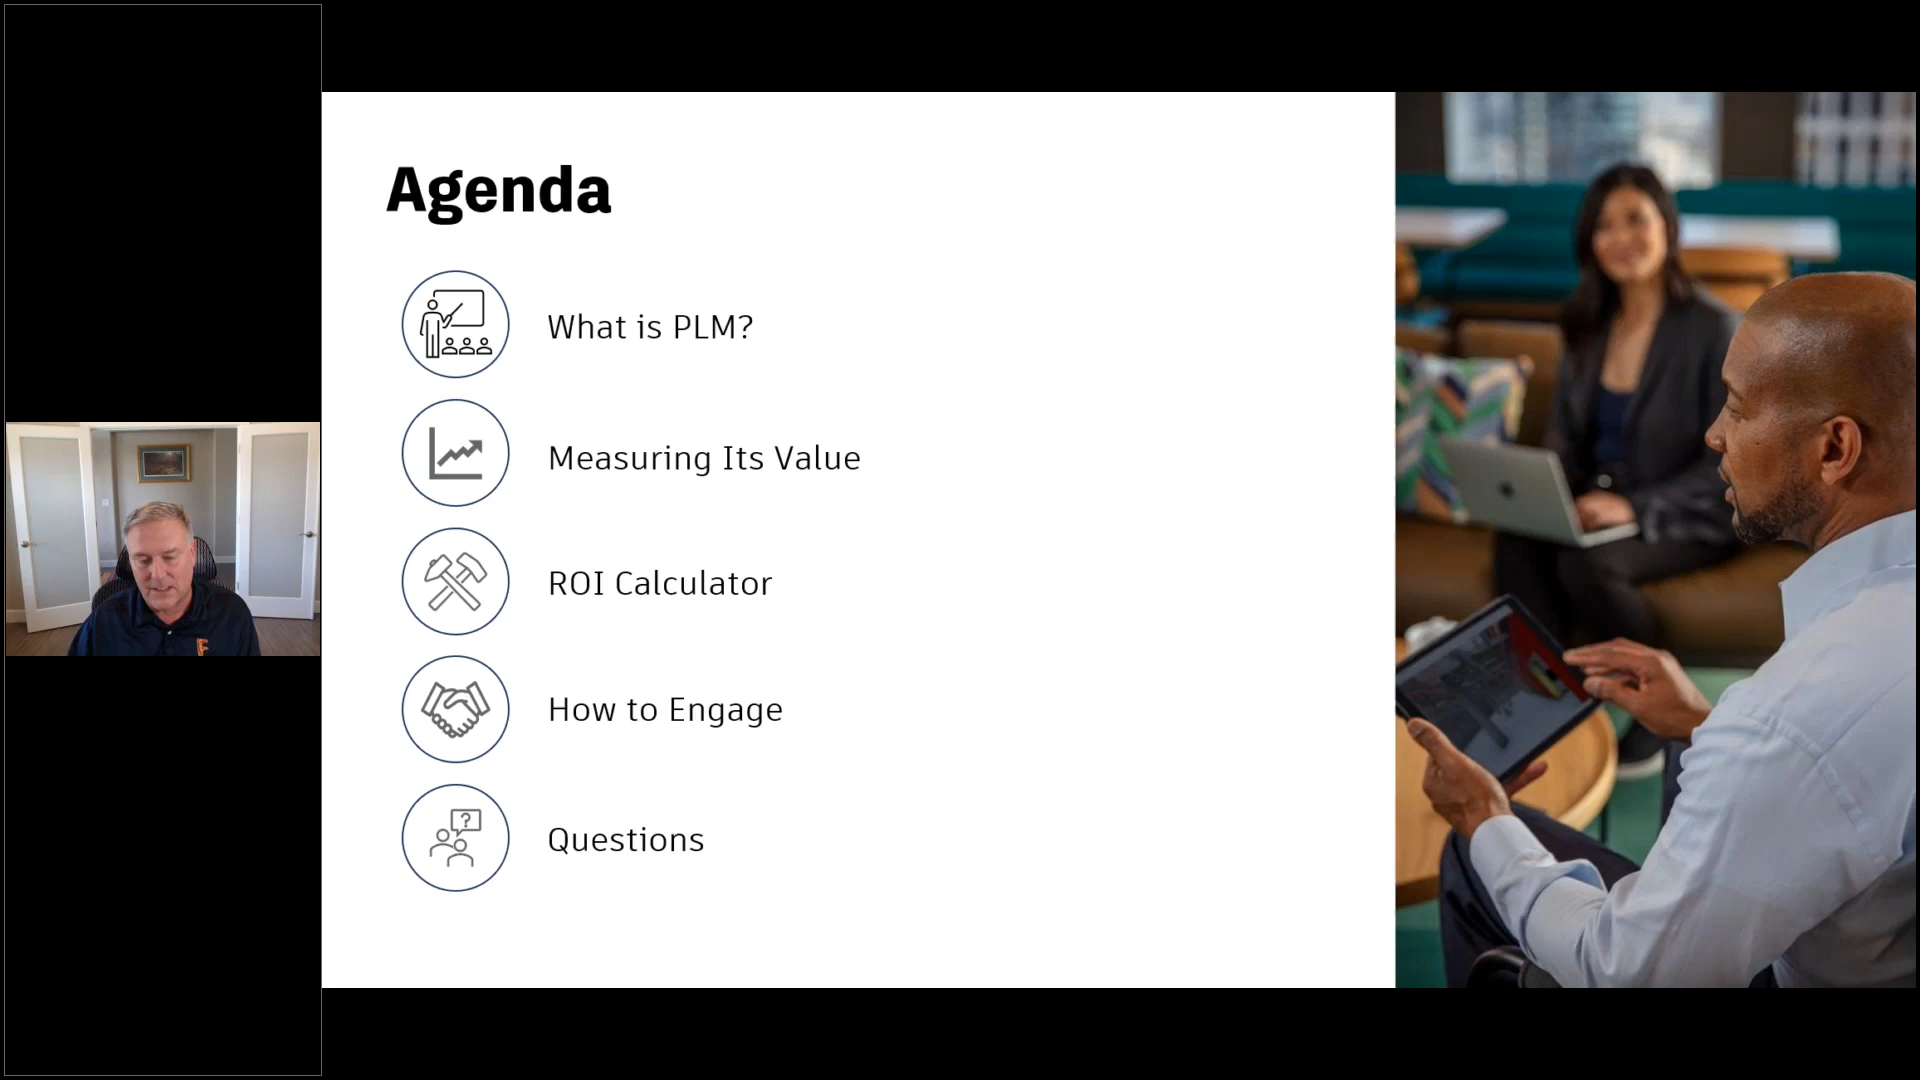 Agenda
What is PLM?
Measuring Its Value
ROI Calculator
How to Engage
?
Questions